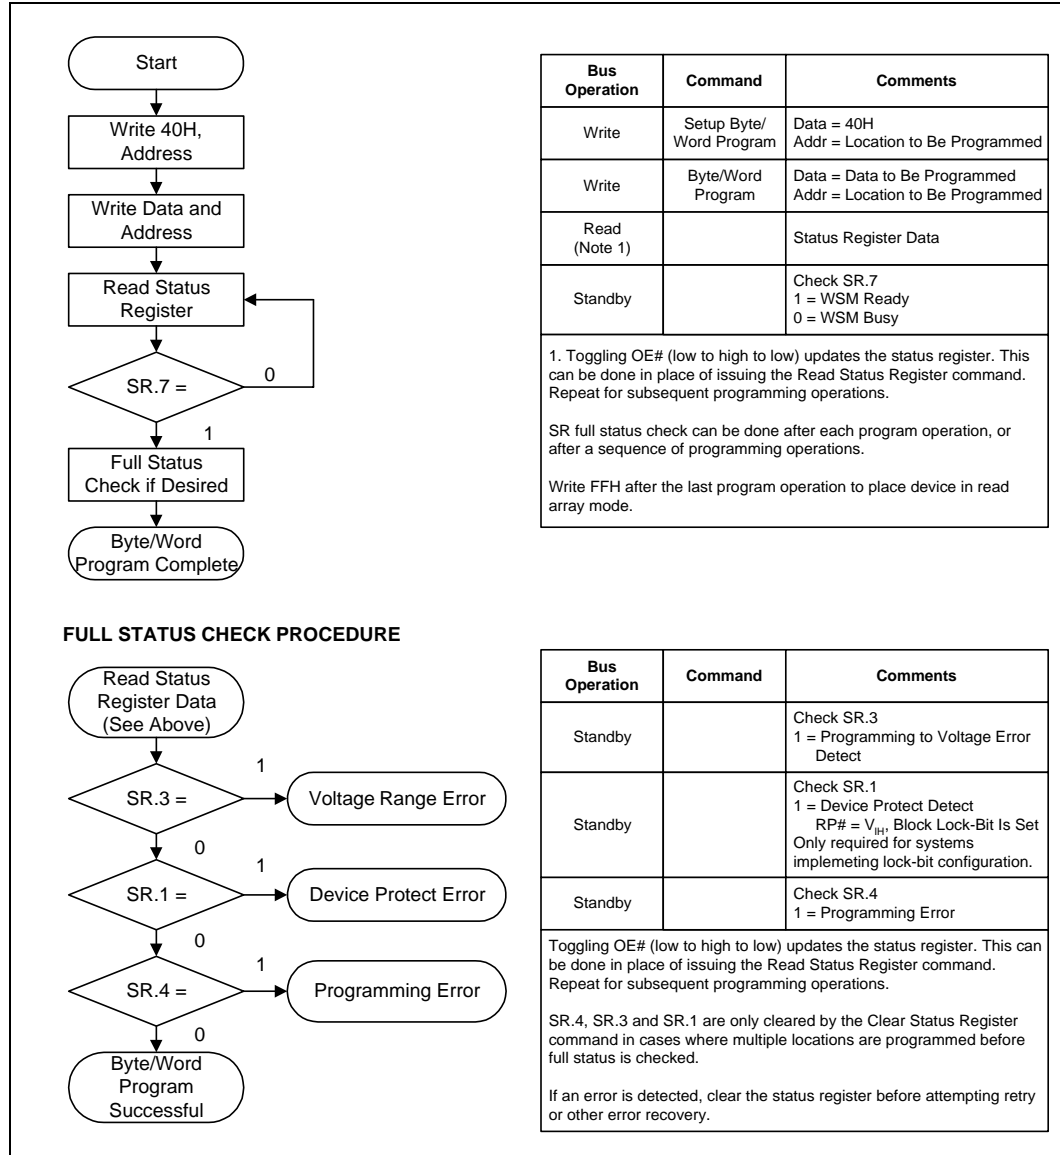 Start
Write 40H,
Address
Write Data and
Address
Read Status
Register
SR.7 =
0
1
Full Status
Check if Desired
Byte/Word
Program Complete
Bus
Operation
Command
Comments
Write
Setup Byte/
Word Program
Data = 40H
Addr = Location to Be Programmed
Write
Byte/Word
Program
Data = Data to Be Programmed
Addr = Location to Be Programmed
Read
(Note 1)
Status Register Data
Standby
Check SR.7
1 = WSM Ready
0 = WSM Busy
1. Toggling OE# (low to high to low) updates the status register. This
can be done in place of issuing the Read Status Register command.
Repeat for subsequent programming operations.
SR full status check can be done after each program operation, or
after a sequence of programming operations.
Write FFH after the last program operation to place device in read
array mode.
FULL STATUS CHECK PROCEDURE
Read Status
Register Data
(See Above)
SR.3 =
1
Voltage Range Error
0
SR.1 =
1
Device Protect Error
0
SR.4 =
1
Programming Error
0
Byte/Word
Program
Successful
Bus
Operation
Command
Comments
Standby
Check SR.3
1 = Programming to Voltage Error
Detect
Standby
Check SR.1
1 = Device Protect Detect
RP# = VIH, Block Lock-Bit Is Set
Only required for systems
implemeting lock-bit configuration.
Standby
Check SR.4
1 = Programming Error
Toggling OE# (low to high to low) updates the status register. This can
be done in place of issuing the Read Status Register command.
Repeat for subsequent programming operations.
SR.4, SR.3 and SR.1 are only cleared by the Clear Status Register
command in cases where multiple locations are programmed before
full status is checked.
If an error is detected, clear the status register before attempting retry
or other error recovery.